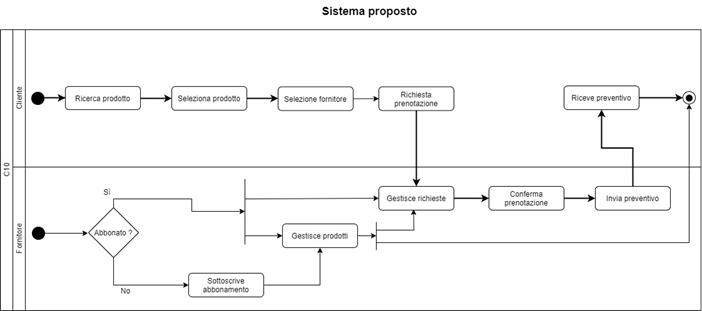 Sistema proposto
C10
Cliente
Ricerca prodotto
Seleziona prodotto
Selezione fornitore
Richiesta
prenotazione
Riceve preventivo
Fornitore
Abbonato ?
Sì
No
Sottoscrive
abbonamento
Gestisce prodotti
Gestisce richieste
Conferma
prenotazione
Invia preventivo